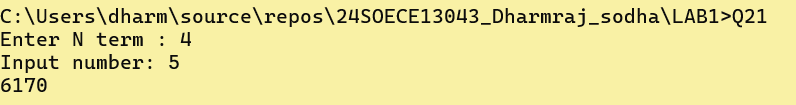 C:\Users\dharm\source\repos\24SOECE13043_Dharmraj_sodha\LAB1>Q21
Enter N term : 4
Input number: 5
6170